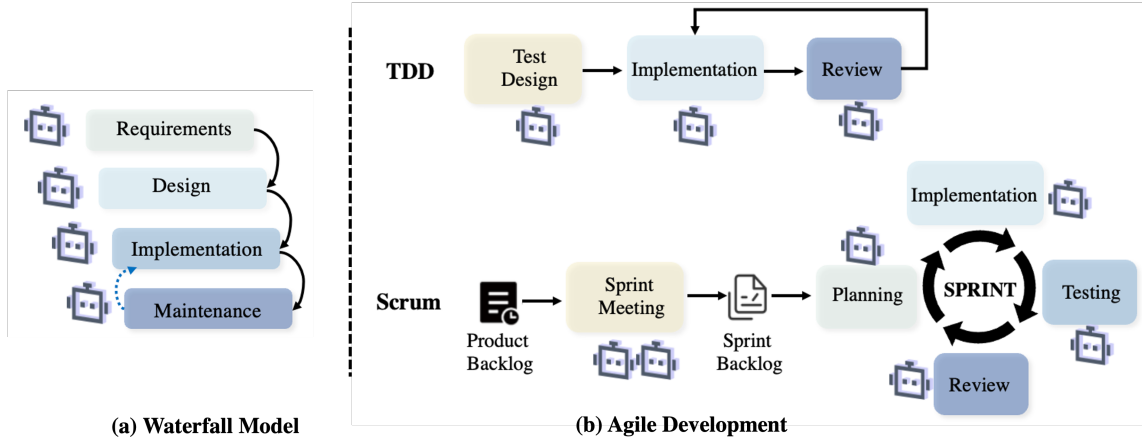 Requirements
Design
Implementation
Maintenance
(a) Waterfall Model
TDD
Test
Design
Implementation
Review
Scrum
Product
Backlog
Sprint
Meeting
Sprint
Backlog
Planning
Implementation
SPRINT
Testing
Review
(b) Agile Development